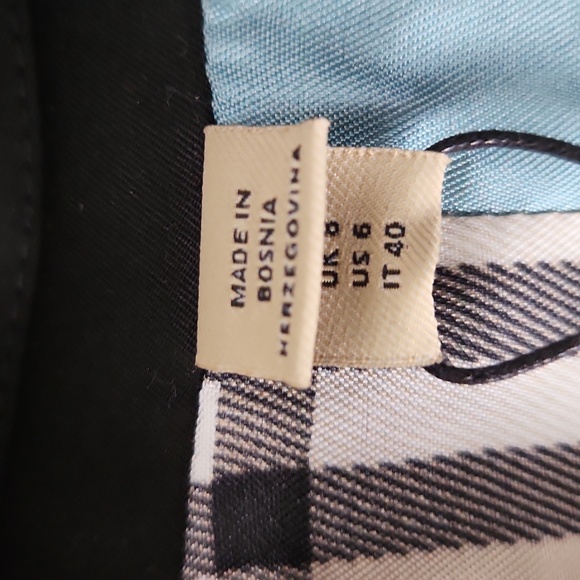 MADE IN
BOSNIA
HERZEGOVINA
UK 8
US 6
IT 40